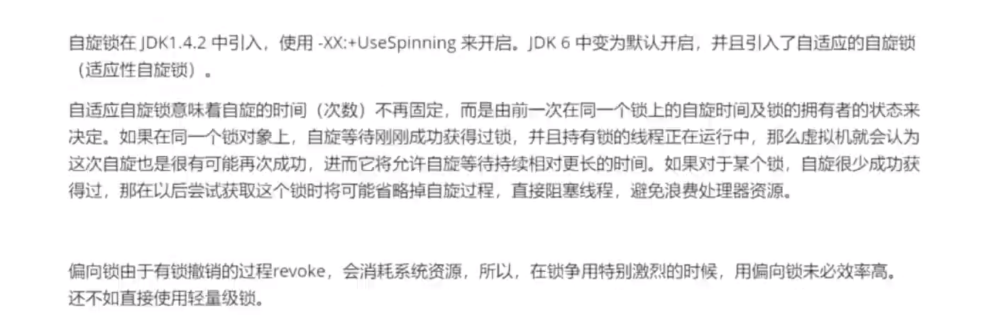 自旋锁在 JDK1.4.2 中引入，使用 -XX:+UseSpinning 来开启。JDK 6 中变为默认开启，并且引入了自适应的自旋锁
（适应性自旋锁）。
自适应自旋锁意味着自旋的时间（次数）不再固定，而是由前一次在同一个锁上的自旋时间及锁的拥有者的状态来
决定。如果在同一个锁对象上，自旋等待刚刚成功获得过锁，并且持有锁的线程正在运行中，那么虚拟机就会认为
这次自旋也是很有可能再次成功，进而它将允许自旋等待持续相对更长的时间。如果对于某个锁，自旋很少成功获
得过，那在以后尝试获取这个锁时将可能省略掉自旋过程，直接阻塞线程，避免浪费处理器资源。
偏向锁由于有锁撤销的过程revoke，会消耗系统资源，所以，在锁争用特别激烈的时候，用偏向锁未必效率高。
还不如直接使用轻量级锁。